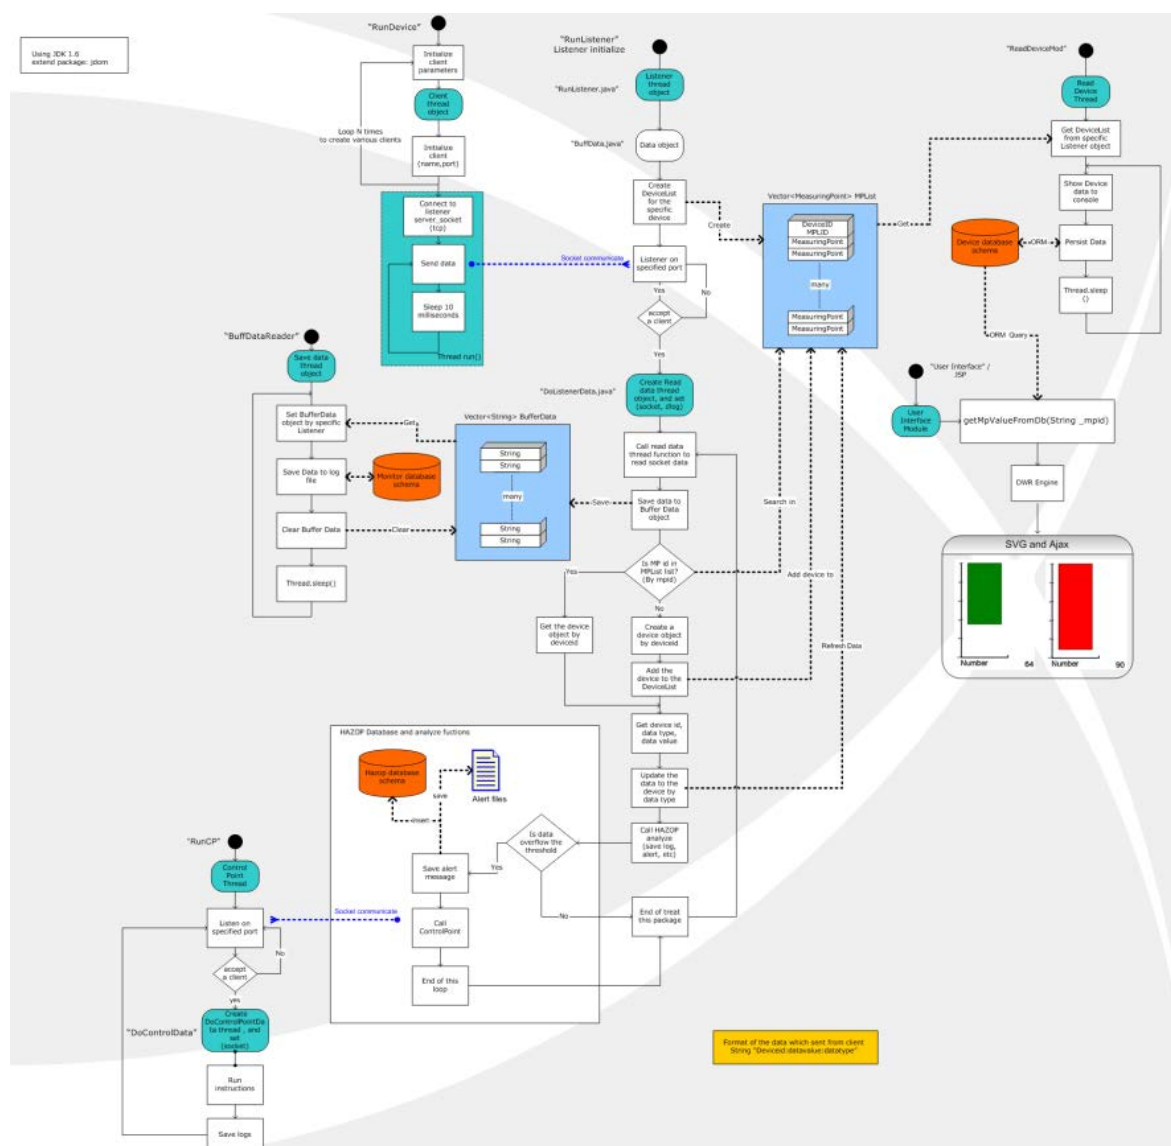 Using JDK 1.6
extend package: jdom
"RunDevice"
Initialize
client
parameters
Client
thread
object
Loop N times
to create various clients
Initialize
client
(name,port)
Connect to
listener
server_socket
(tcp)
Send data
Sleep 10
milliseconds
Thread run()
"RunListener"
Listener initialize
Listener
thread
object
"RunListener.java"
"BuffData.java"
Data object
Create
DeviceList
for the
specific
device
Create
Socket communicate
Listener on
specified port
Yes
No
accept
a client
Yes
"DoListenerData.java"
Create Read
data thread
object, and set
(socket, dlog)
Call read data
thread function to
read socket data
Save data to
Buffer Data
object
Save
Is MP id in
MPList list?
(By mpid)
Yes
No
Get the device
object by
deviceid
Create a
device object
by deviceid
Add the
device to the
DeviceList
Get device id,
data type,
data value
Update the
data to the
device by
data type
Call HAZOP
analyze
(save log,
alert, etc)
End of treat
this package
Vector<MeasuringPoint> MPList
DeviceID
MPLID
MeasuringPoint
MeasuringPoint
many
MeasuringPoint
MeasuringPoint
Get
Search in
Add device to
Refresh Data
"ReadDeviceMod"
Read
Device
Thread
Get DeviceList
from specific
Listener object
Show Device
data to
console
Device database
schema
ORM
Persist Data
Thread.sleep
()
ORM Query
"User Interface" /
JSP
User
Interface
Module
getMpValueFromDb(String _mpid)
DWR Engine
SVG and Ajax
Number 64
Number 90
"BuffDataReader"
Save data
thread
object
Set BufferData
object by specific
Listener
Get
Save Data to log
file
Monitor database
schema
Clear Buffer Data
Clear
Thread.sleep()
Vector<String> BufferData
String
String
many
String
String
HAZOP Database and analyze fuctions
Hazop database
schema
save
Alert files
insert
Is data
overflow the
threshold
Yes
No
Save alert
message
Call
ControlPoint
End of this
loop
"RunCP"
Control
Point
Thread
Socket communicate
Listen on
specified port
No
accept
a client
yes
"DoControlData"
Create
DoControlPointDa
ta thread , and
set
(socket)
Run
instructions
Save logs
Format of the data which sent from client
String "Deviceid:datavalue:datatype"